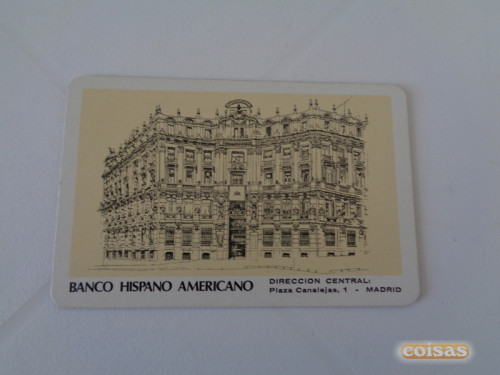 BANCO HISPANO AMERICANO
DIRECCION CENTRAL:
Plaza Canalejas, 1 - MADRID
coisas